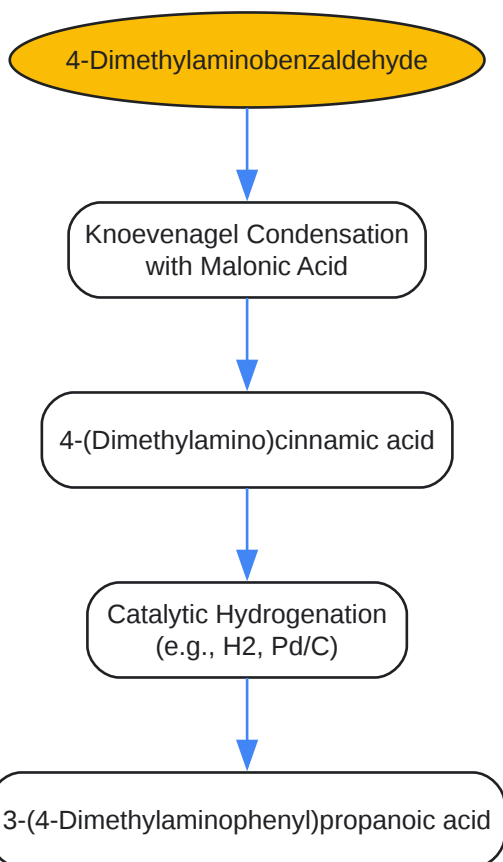 4-Dimethylaminobenzaldehyde
Knoevenagel Condensation
with Malonic Acid
4-(Dimethylamino)cinnamic acid
Catalytic Hydrogenation
(e.g., H2, Pd/C)
3-(4-Dimethylaminophenyl)propanoic acid